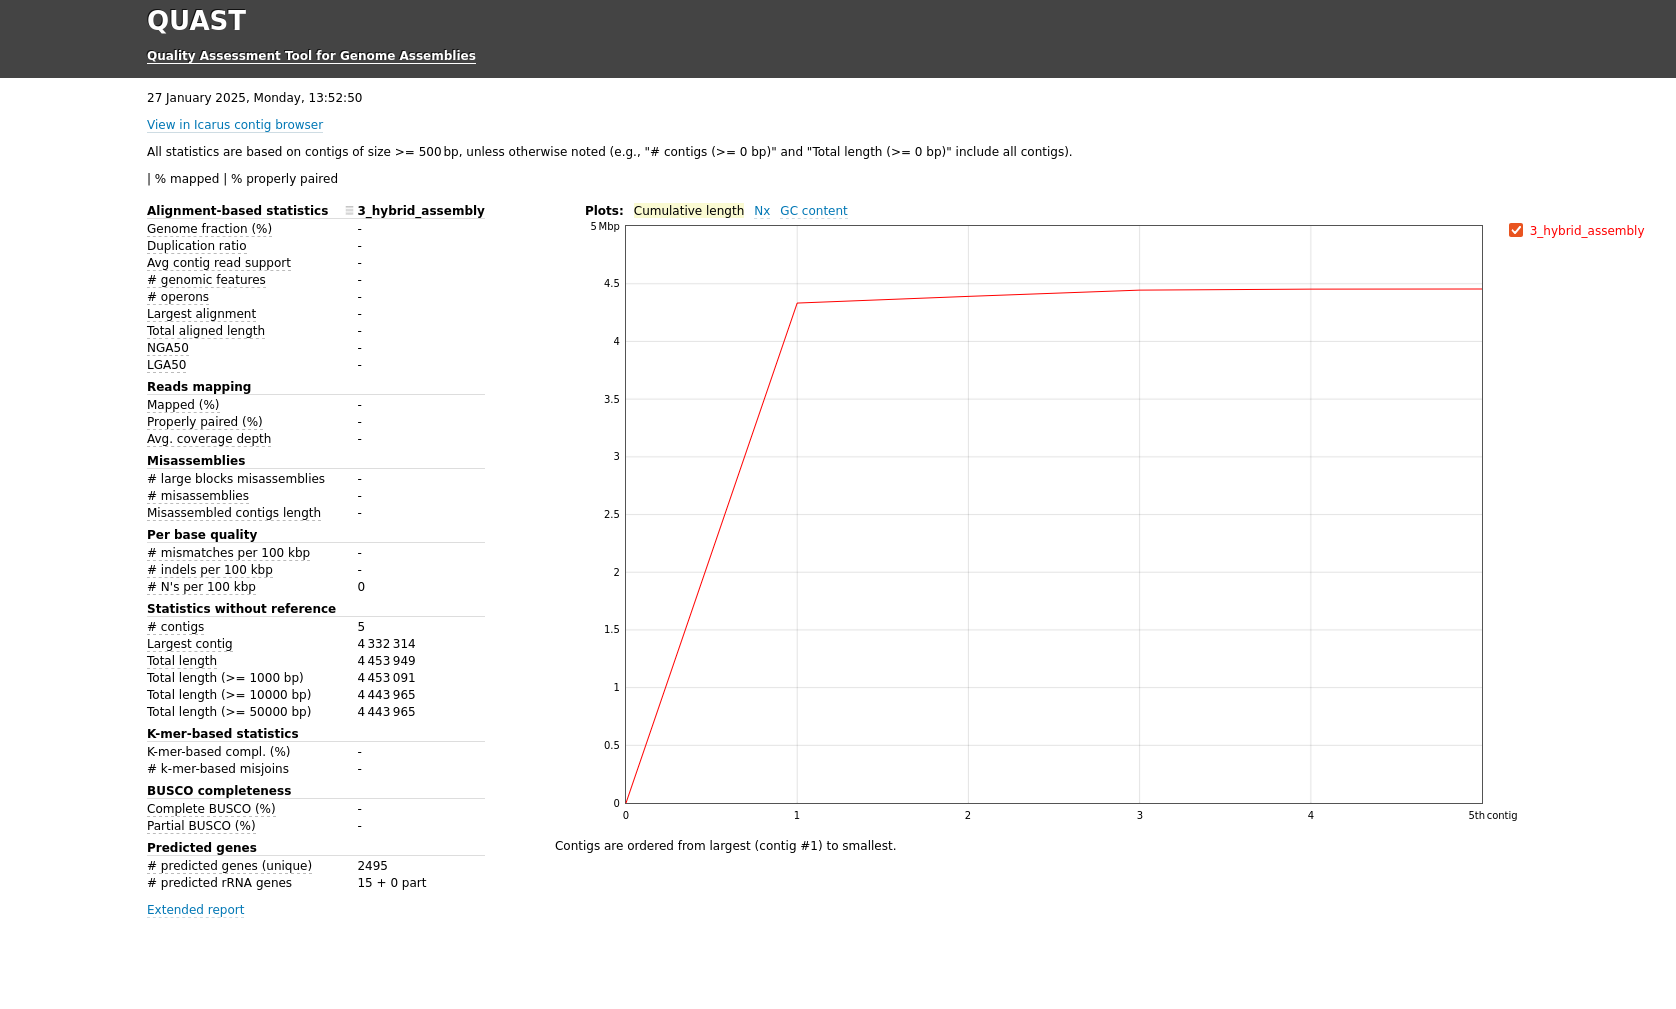 QUAST
Quality Assessment Tool for Genome Assemblies
27 January 2025, Monday, 13:52:50
View in Icarus contig browser
All statistics are based on contigs of size >= 500 bp, unless otherwise noted (e.g., "# contigs (>= 0 bp)" and "Total length (>= 0 bp)" include all contigs).
| % mapped | % properly paired
Alignment-based statistics 3_hybrid_assembly
Genome fraction (%) -
Duplication ratio -
Avg contig read support -
# genomic features -
# operons -
Largest alignment -
Total aligned length -
NGA50 -
LGA50 -
Reads mapping
Mapped (%) -
Properly paired (%) -
Avg. coverage depth -
Misassemblies
# large blocks misassemblies -
# misassemblies -
Misassembled contigs length -
Per base quality
# mismatches per 100 kbp -
# indels per 100 kbp -
# N's per 100 kbp 0
Statistics without reference
# contigs 5
Largest contig 4 332 314
Total length 4 453 949
Total length (>= 1000 bp) 4 453 091
Total length (>= 10000 bp) 4 443 965
Total length (>= 50000 bp) 4 443 965
K-mer-based statistics
K-mer-based compl. (%) -
# k-mer-based misjoins -
BUSCO completeness
Complete BUSCO (%) -
Partial BUSCO (%) -
Predicted genes
# predicted genes (unique) 2495
# predicted rRNA genes 15 + 0 part
Extended report
Plots: Cumulative length Nx GC content
5 Mbp
4.5
4
3.5
3
2.5
2
1.5
1
0.5
0
0 1 2 3 4 5th contig
3_hybrid_assembly
Contigs are ordered from largest (contig #1) to smallest.